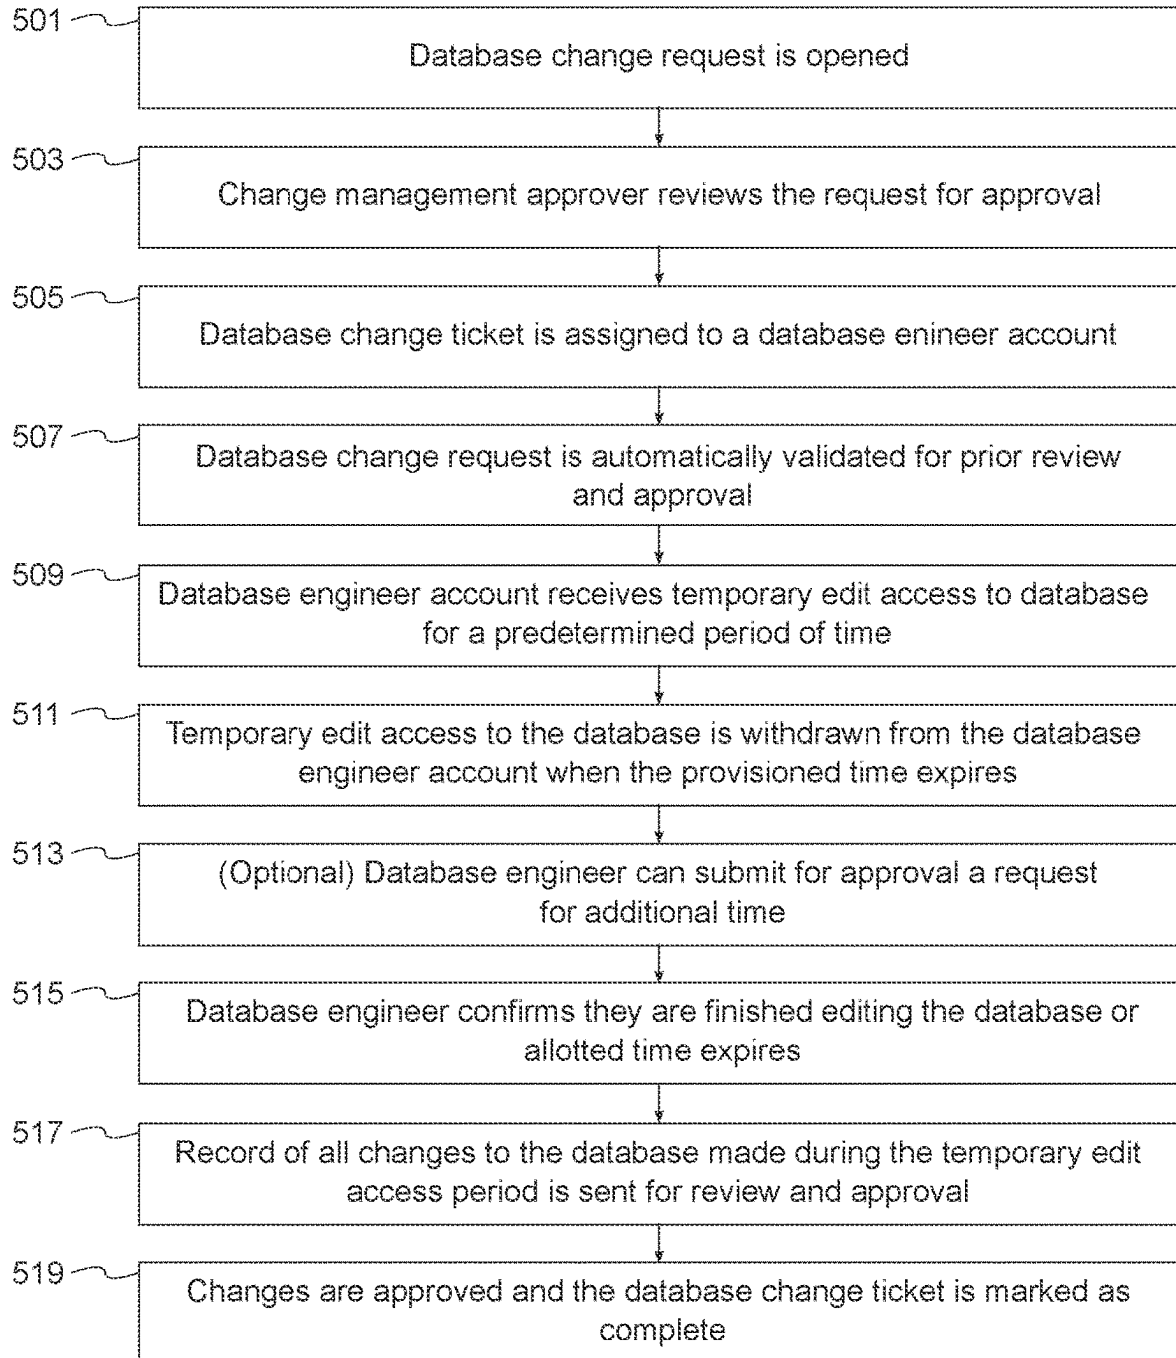 501
Database change request is opened
503
Change management approver reviews the request for approval
505
Database change ticket is assigned to a database enineer account
507
Database change request is automatically validated for prior review
and approval
509
Database engineer account receives temporary edit access to database
for a predetermined period of time
511
Temporary edit access to the database is withdrawn from the database
engineer account when the provisioned time expires
513
(Optional) Database engineer can submit for approval a request
for additional time
515
Database engineer confirms they are finished editing the database or
allotted time expires
517
Record of all changes to the database made during the temporary edit
access period is sent for review and approval
519
Changes are approved and the database change ticket is marked as
complete